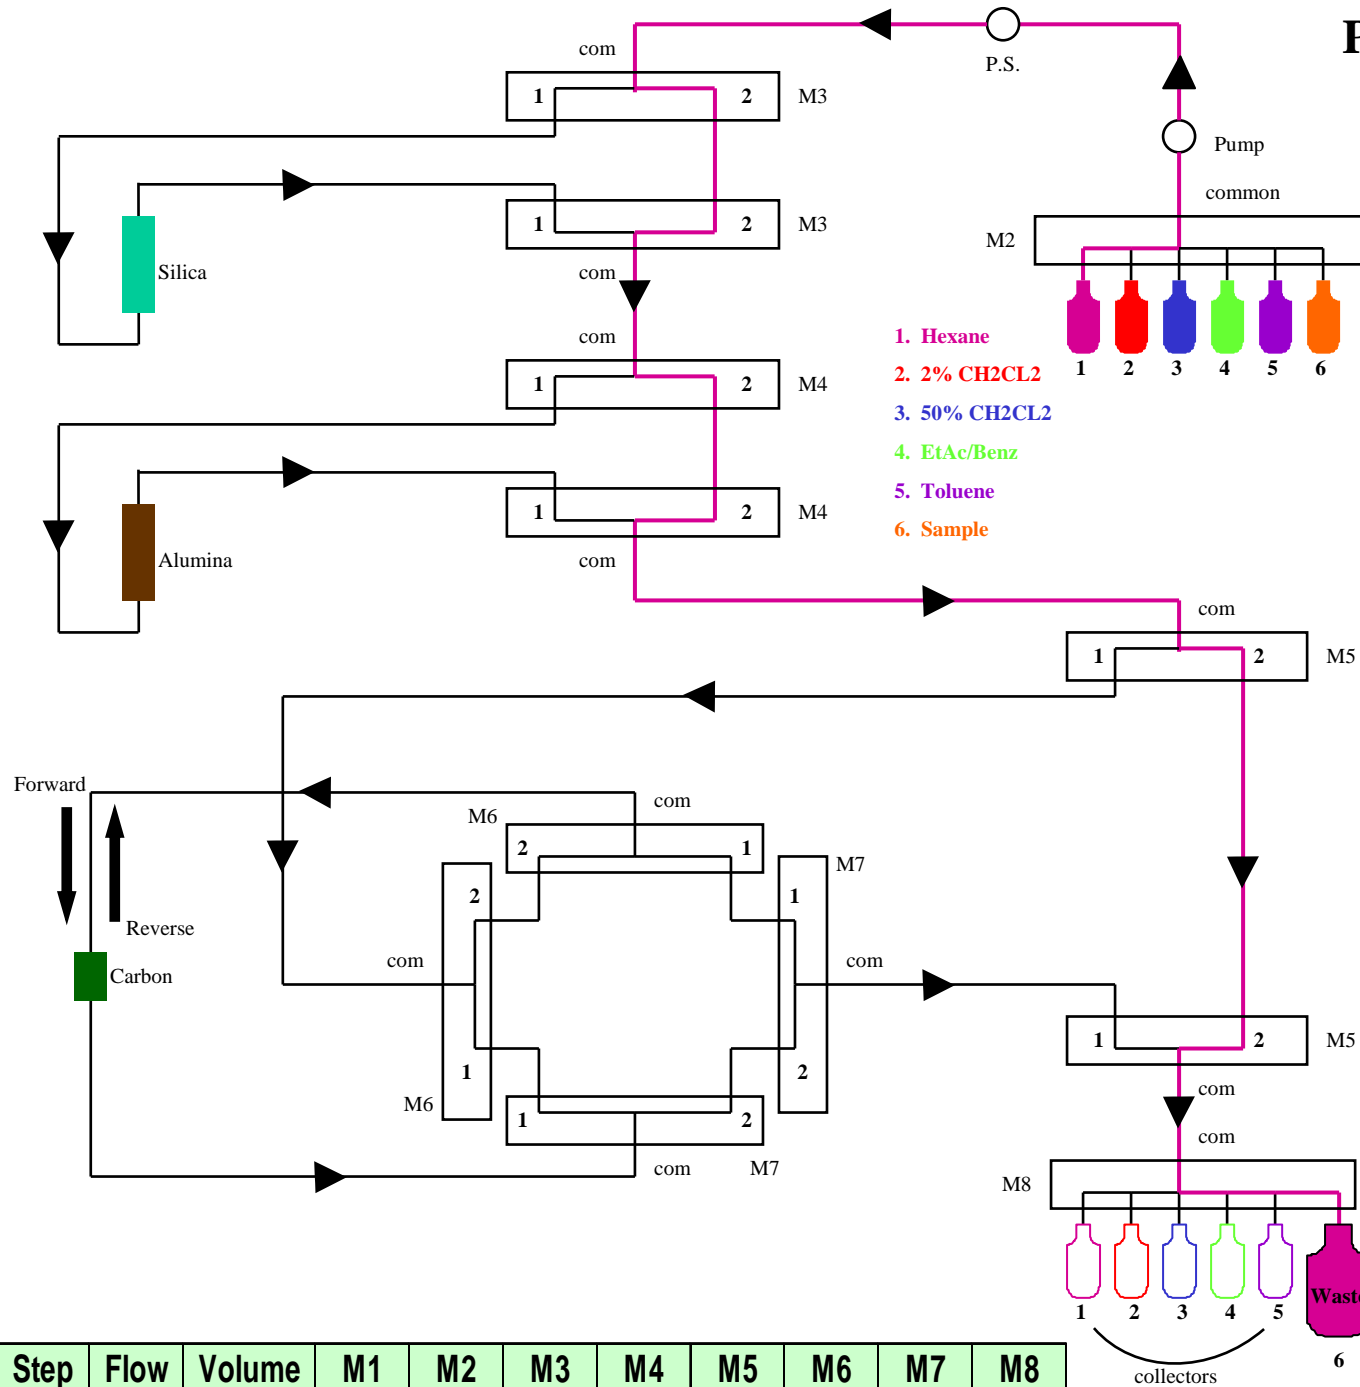 P
com
P.S.
1 2 M3
Pump
common
1 2 M3
M2
Silica
com
com
1. Hexane
1 2 3 4 5 6
2. 2% CH2CL2
1 2 M4
3. 50% CH2CL2
4. EtAc/Benz
5. Toluene
1 2 M4
6. Sample
Alumina
com
com
1 2 M5
Forward
com
M6
2 1
M7
2
1
Reverse
com
com
Carbon
1 2 M5
1
2
M6
com
1 2
com
com
M7
M8
Waste
1 2 3 4 5
6
collectors
Step Flow Volume M1 M2 M3 M4 M5 M6 M7 M8